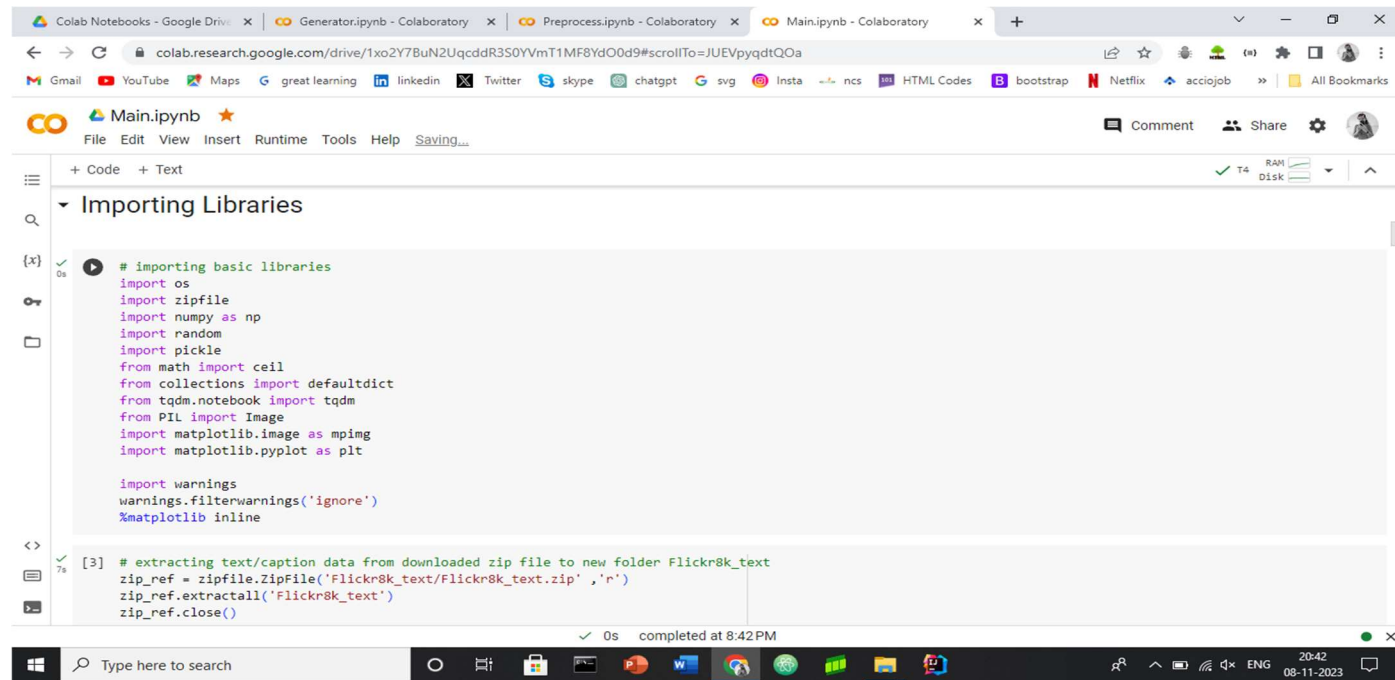 Colab Notebooks - Google Drive
Generator.ipynb - Colaboratory
Preprocess.ipynb - Colaboratory
Main.ipynb - Colaboratory
colab.research.google.com/drive/1xo2Y7BuN2UqcddR3S0YVmT1MF8YdO0d9#scrollTo=JUEVpyqdtQOa
Gmail YouTube Maps great learning linkedin Twitter skype chatgpt svg Insta ncs HTML Codes bootstrap Netflix acciojob » All Bookmarks
Main.ipynb
Comment Share
File Edit View Insert Runtime Tools Help Saving...
+ Code + Text
T4 RAM
Disk
Importing Libraries
{x}
0s
# importing basic libraries
import os
import zipfile
import numpy as np
import random
import pickle
from math import ceil
from collections import defaultdict
from tqdm.notebook import tqdm
from PIL import Image
import matplotlib.image as mpimg
import matplotlib.pyplot as plt
import warnings
warnings.filterwarnings('ignore')
%matplotlib inline
7s
[3] # extracting text/caption data from downloaded zip file to new folder Flickr8k_text
zip_ref = zipfile.ZipFile('Flickr8k_text/Flickr8k_text.zip' ,'r')
zip_ref.extractall('Flickr8k_text')
zip_ref.close()
0s completed at 8:42 PM
Type here to search
ENG
20:42
08-11-2023